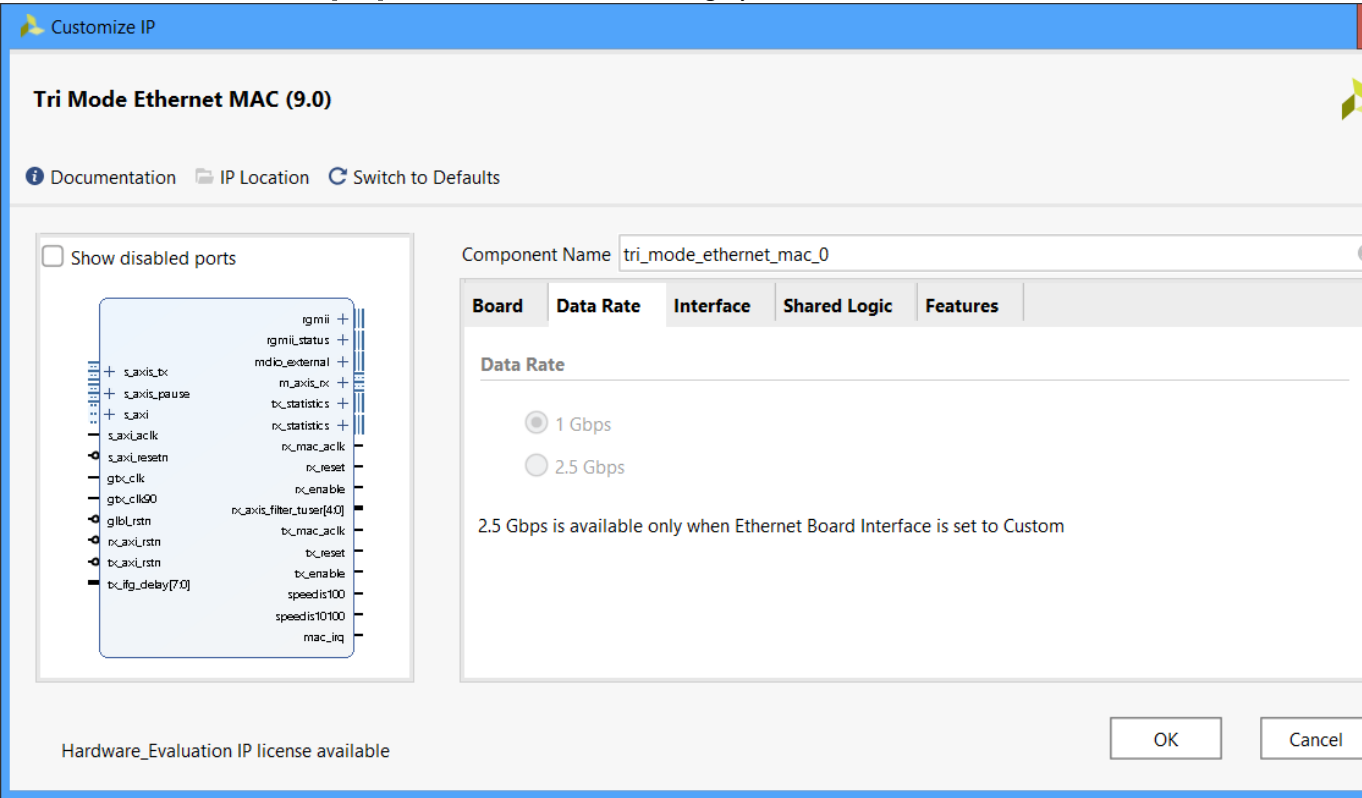 Customize IP
Tri Mode Ethernet MAC (9.0)
Documentation IP Location Switch to Defaults
Show disabled ports
rgmii
rgmii_status
mdio_external
m_axis_rx
tx_statistics
rx_statistics
rx_mac_aclk
rx_reset
rx_enable
rx_axis_filter_tuser[4:0]
tx_mac_aclk
tx_reset
tx_enable
speedis100
speedis10100
mac_irq
s_axis_tx
s_axis_pause
s_axi
s_axi_aclk
s_axi_resetn
gtx_clk
gtx_clk90
glbl_rstn
rx_axi_rstn
tx_axi_rstn
tx_ifg_delay[7:0]
Component Name tri_mode_ethernet_mac_0
Board Data Rate Interface Shared Logic Features
Data Rate
1 Gbps
2.5 Gbps
2.5 Gbps is available only when Ethernet Board Interface is set to Custom
Hardware_Evaluation IP license available
OK Cancel